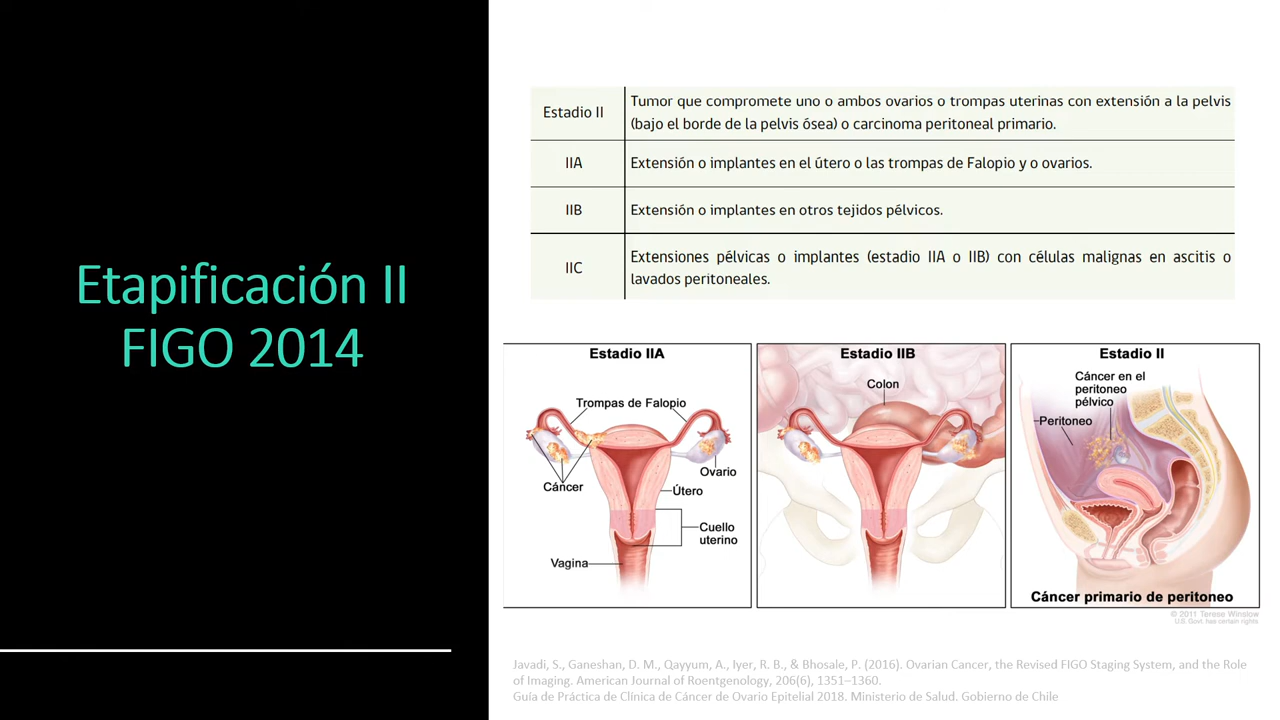 Etapificación II
FIGO 2014
Estadio II
Tumor que compromete uno o ambos ovarios o trompas uterinas con extensión a la pelvis
(bajo el borde de la pelvis ósea) o carcinoma peritoneal primario.
IIA
Extensión o implantes en el útero o las trompas de Falopio y o ovarios.
IIB
Extensión o implantes en otros tejidos pélvicos.
IIC
Extensiones pélvicas o implantes (estadio IIA o IIB) con células malignas en ascitis o
lavados peritoneales.
Estadio IIA
Trompas de Falopio
Ovario
Cáncer
Útero
Cuello
uterino
Vagina
Estadio IIB
Colon
Estadio II
Cáncer en el
peritoneo
pélvico
Peritoneo
Cáncer primario de peritoneo
© 2011 Terese Winslow
U.S. Govt. has certain rights
Javadi, S., Ganeshan, D. M., Qayyum, A., Iyer, R. B., & Bhosale, P. (2016). Ovarian Cancer, the Revised FIGO Staging System, and the Role
of Imaging. American Journal of Roentgenology, 206(6), 1351–1360.
Guía de Práctica de Clínica de Cáncer de Ovario Epitelial 2018. Ministerio de Salud. Gobierno de Chile